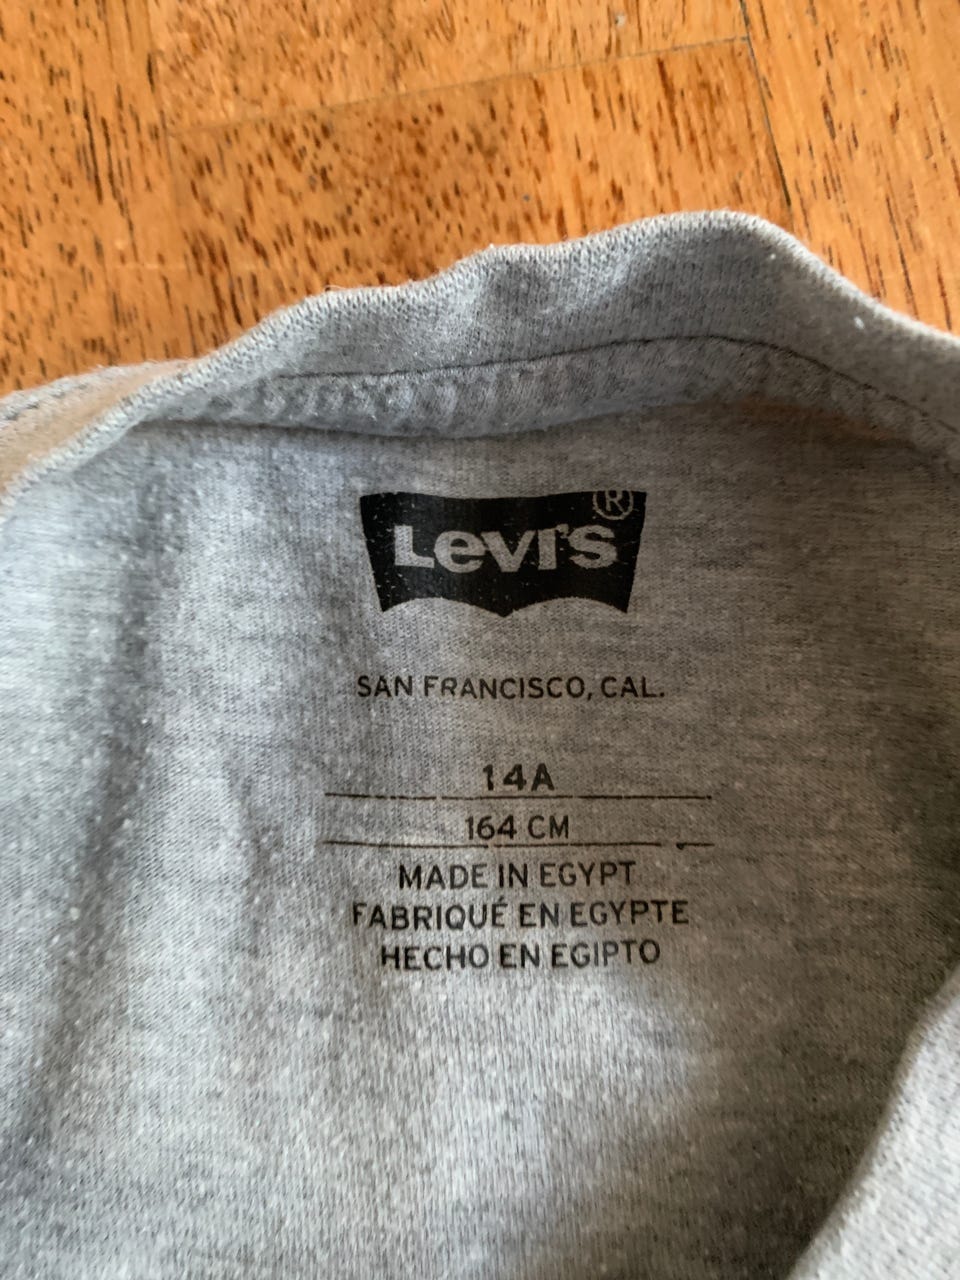 Levi's ®
SAN FRANCISCO, CAL.
14A
164 CM
MADE IN EGYPT
FABRIQUÉ EN EGYPTE
HECHO EN EGIPTO